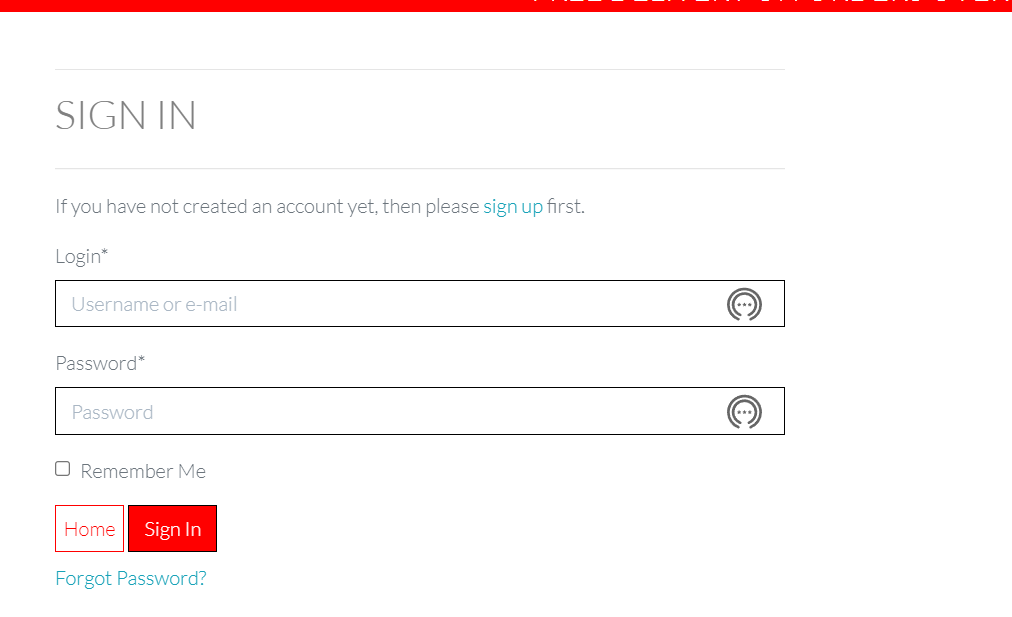 SIGN IN
If you have not created an account yet, then please sign up first.
Login*
Username or e-mail
Password*
Password
Remember Me
Home Sign In
Forgot Password?